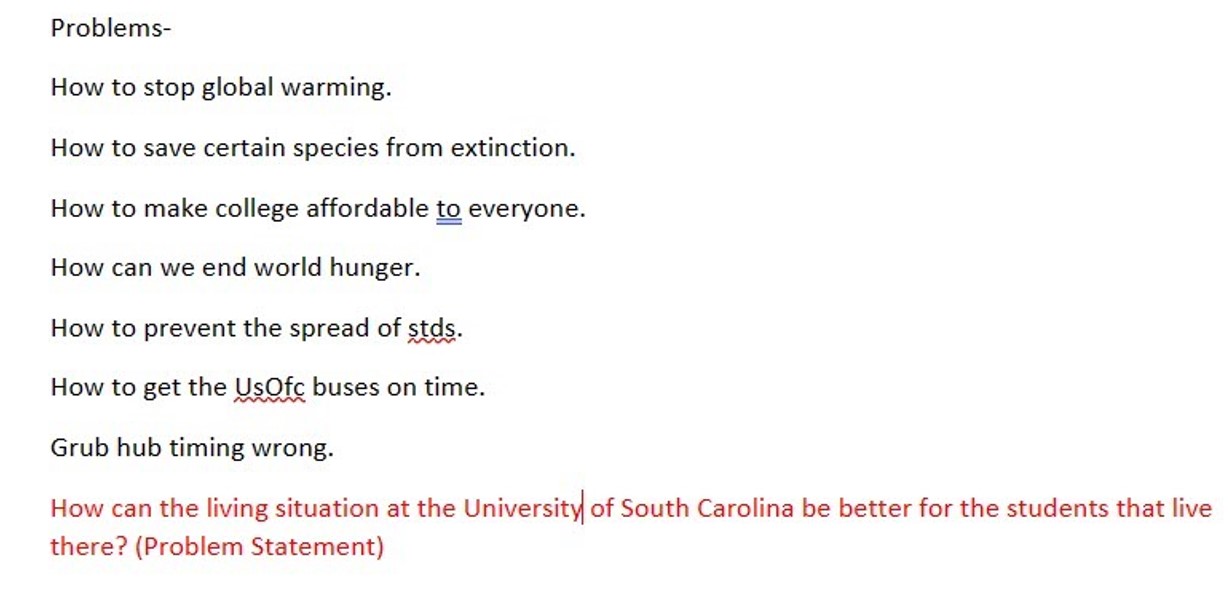 Problems-
How to stop global warming.
How to save certain species from extinction.
How to make college affordable to everyone.
How can we end world hunger.
How to prevent the spread of stds.
How to get the UsOfc buses on time.
Grub hub timing wrong.
How can the living situation at the University of South Carolina be better for the students that live
there? (Problem Statement)